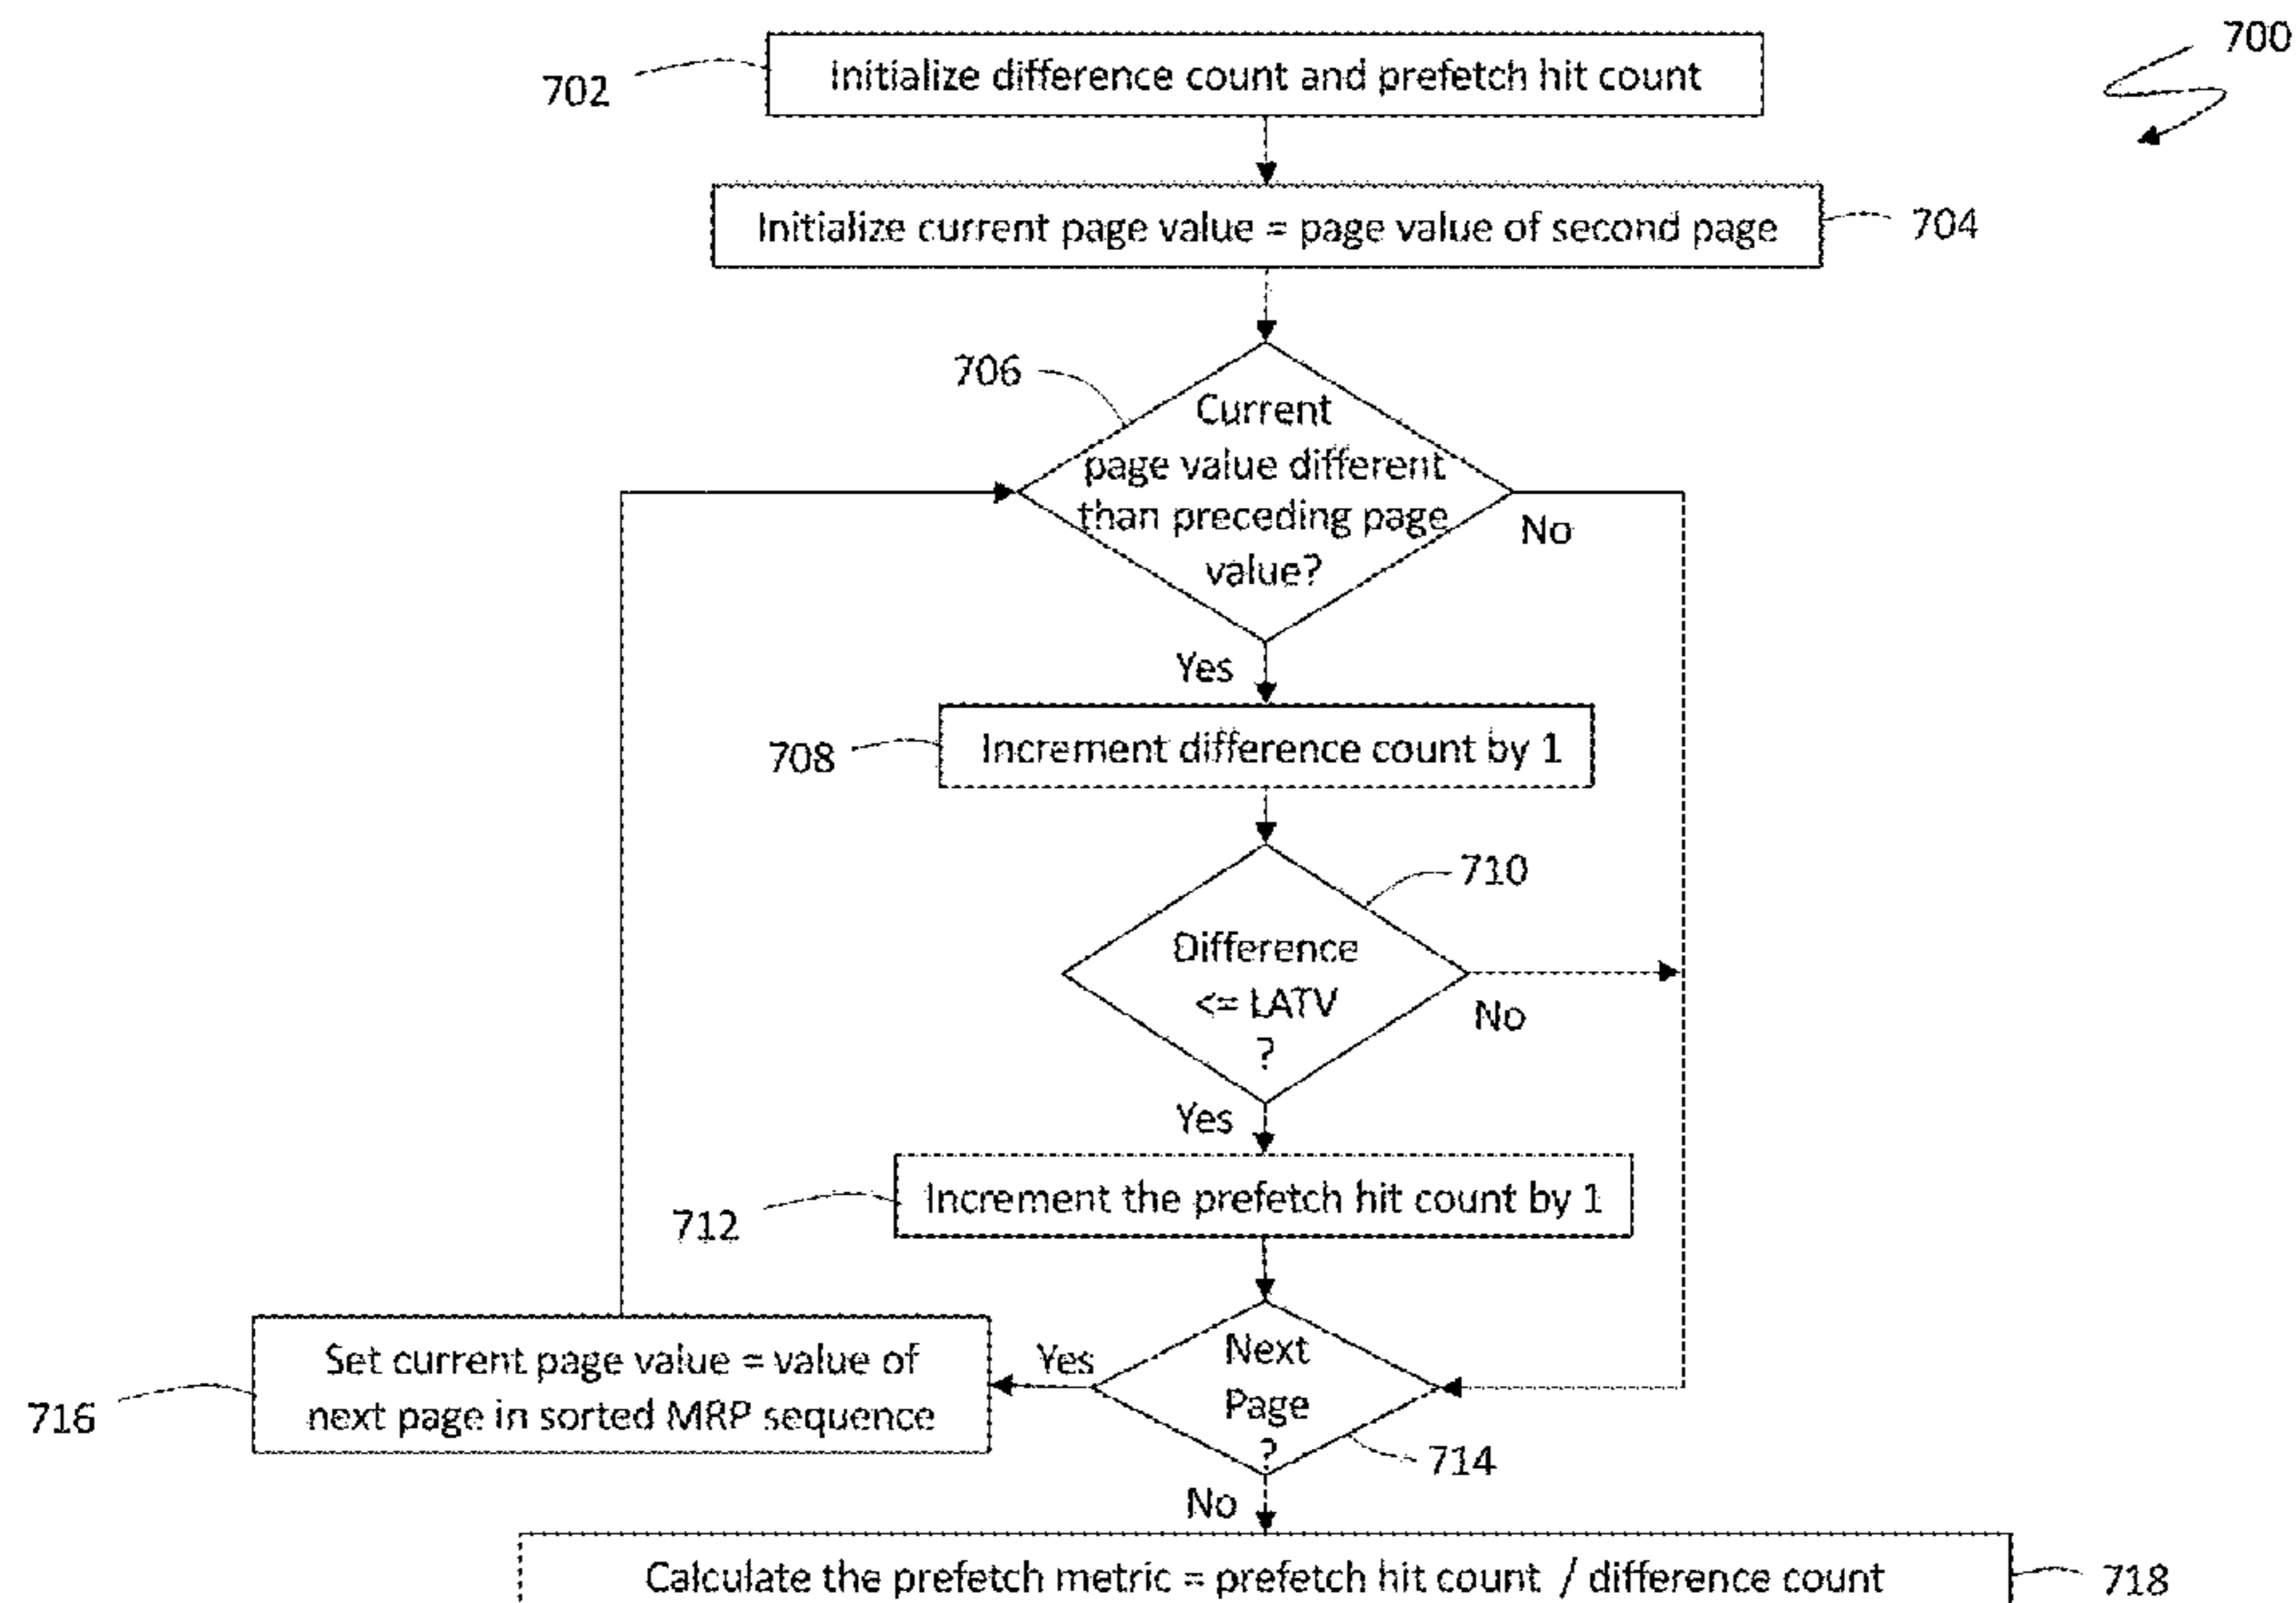 700
702
Initialize difference count and prefetch hit count
Initialize current page value = page value of second page
704
706
Current
page value different
than preceding page
value?
No
Yes
708
Increment difference count by 1
710
Difference
<= LATV
?
No
Yes
712
Increment the prefetch hit count by 1
Next
Page
?
714
Yes
Set current page value = value of
next page in sorted MRP sequence
716
No
Calculate the prefetch metric = prefetch hit count / difference count
718